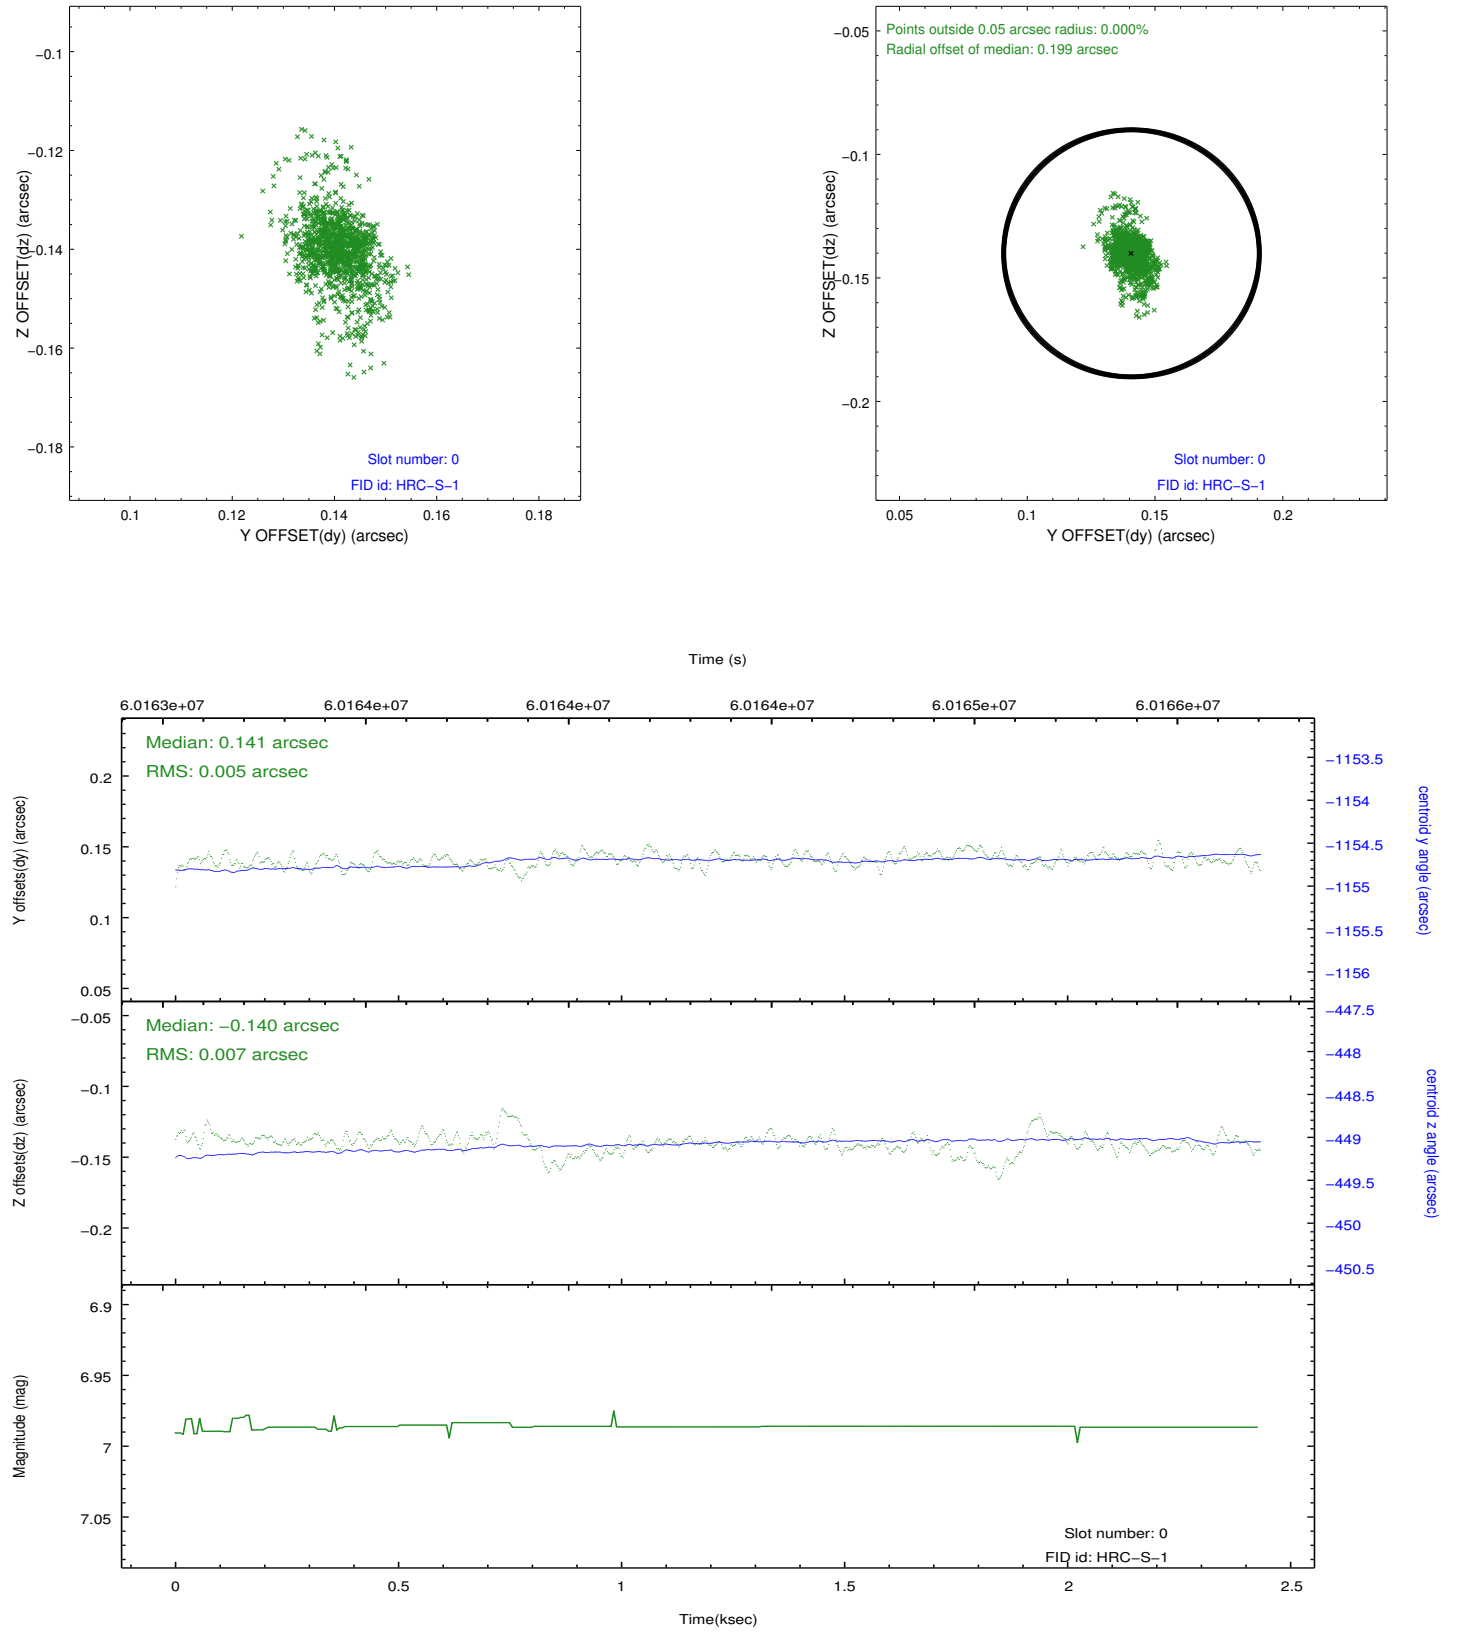 −0.1
−0.12
−0.14
−0.16
−0.18
Z OFFSET(dz) (arcsec)
Slot number: 0
FID id: HRC−S−1
0.1 0.12 0.14 0.16 0.18
Y OFFSET(dy) (arcsec)
Points outside 0.05 arcsec radius: 0.000%
Radial offset of median: 0.199 arcsec
−0.05
−0.1
−0.15
−0.2
Z OFFSET(dz) (arcsec)
Slot number: 0
FID id: HRC−S−1
0.05 0.1 0.15 0.2
Y OFFSET(dy) (arcsec)
Time (s)
6.0163e+07 6.0164e+07 6.0164e+07 6.0164e+07 6.0165e+07 6.0166e+07
Median: 0.141 arcsec
RMS: 0.005 arcsec
0.2
0.15
0.1
0.05
Y offsets(dy) (arcsec)
−1153.5
−1154
−1154.5
−1155
−1155.5
−1156
centroid y angle (arcsec)
Median: −0.140 arcsec
RMS: 0.007 arcsec
−0.05
−0.1
−0.15
−0.2
Z offsets(dz) (arcsec)
−447.5
−448
−448.5
−449
−449.5
−450
−450.5
centroid z angle (arcsec)
6.9
6.95
7
7.05
Magnitude (mag)
Slot number: 0
FID id: HRC−S−1
0 0.5 1 1.5 2 2.5
Time(ksec)